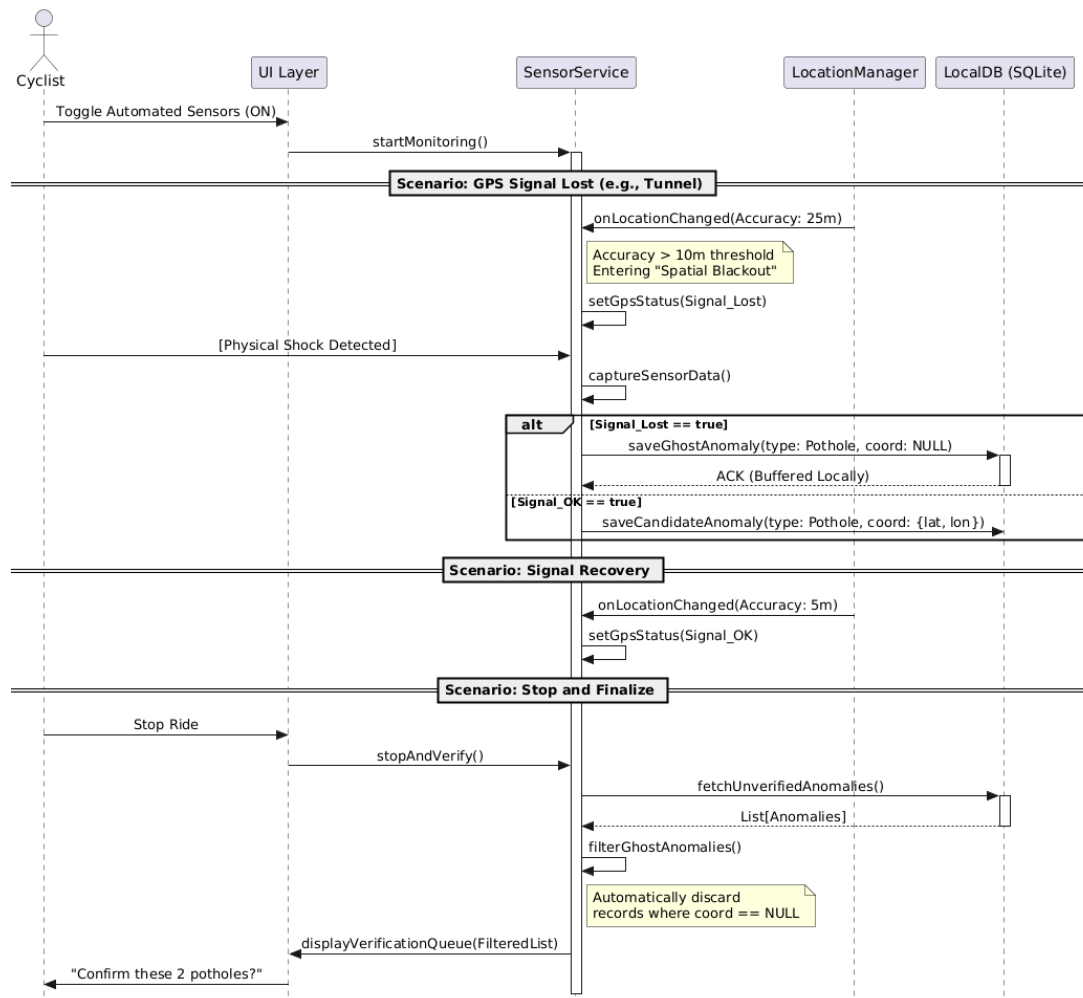 Cyclist
UI Layer
SensorService
LocationManager
LocalDB (SQLite)
Toggle Automated Sensors (ON)
startMonitoring()
Scenario: GPS Signal Lost (e.g., Tunnel)
onLocationChanged(Accuracy: 25m)
Accuracy > 10m threshold
Entering "Spatial Blackout"
setGpsStatus(Signal_Lost)
[Physical Shock Detected]
captureSensorData()
alt
[Signal_Lost == true]
saveGhostAnomaly(type: Pothole, coord: NULL)
ACK (Buffered Locally)
[Signal_OK == true]
saveCandidateAnomaly(type: Pothole, coord: {lat, lon})
Scenario: Signal Recovery
onLocationChanged(Accuracy: 5m)
setGpsStatus(Signal_OK)
Scenario: Stop and Finalize
Stop Ride
stopAndVerify()
fetchUnverifiedAnomalies()
List[Anomalies]
filterGhostAnomalies()
Automatically discard
records where coord == NULL
displayVerificationQueue(FilteredList)
"Confirm these 2 potholes?"